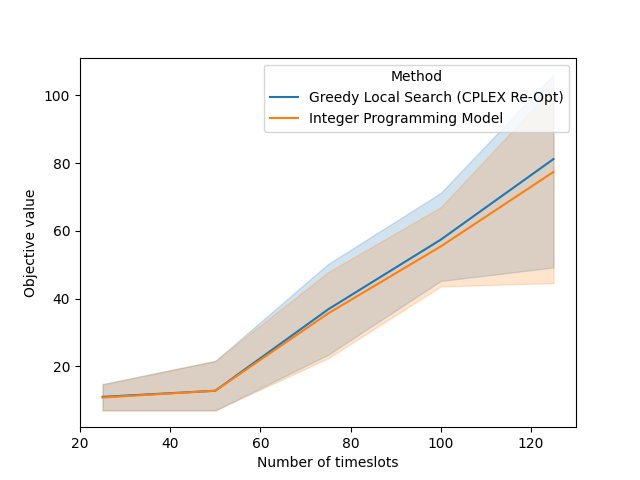 Method
Greedy Local Search (CPLEX Re-Opt)
Integer Programming Model
100
80
60
40
20
Objective value
20 40 60 80 100 120
Number of timeslots